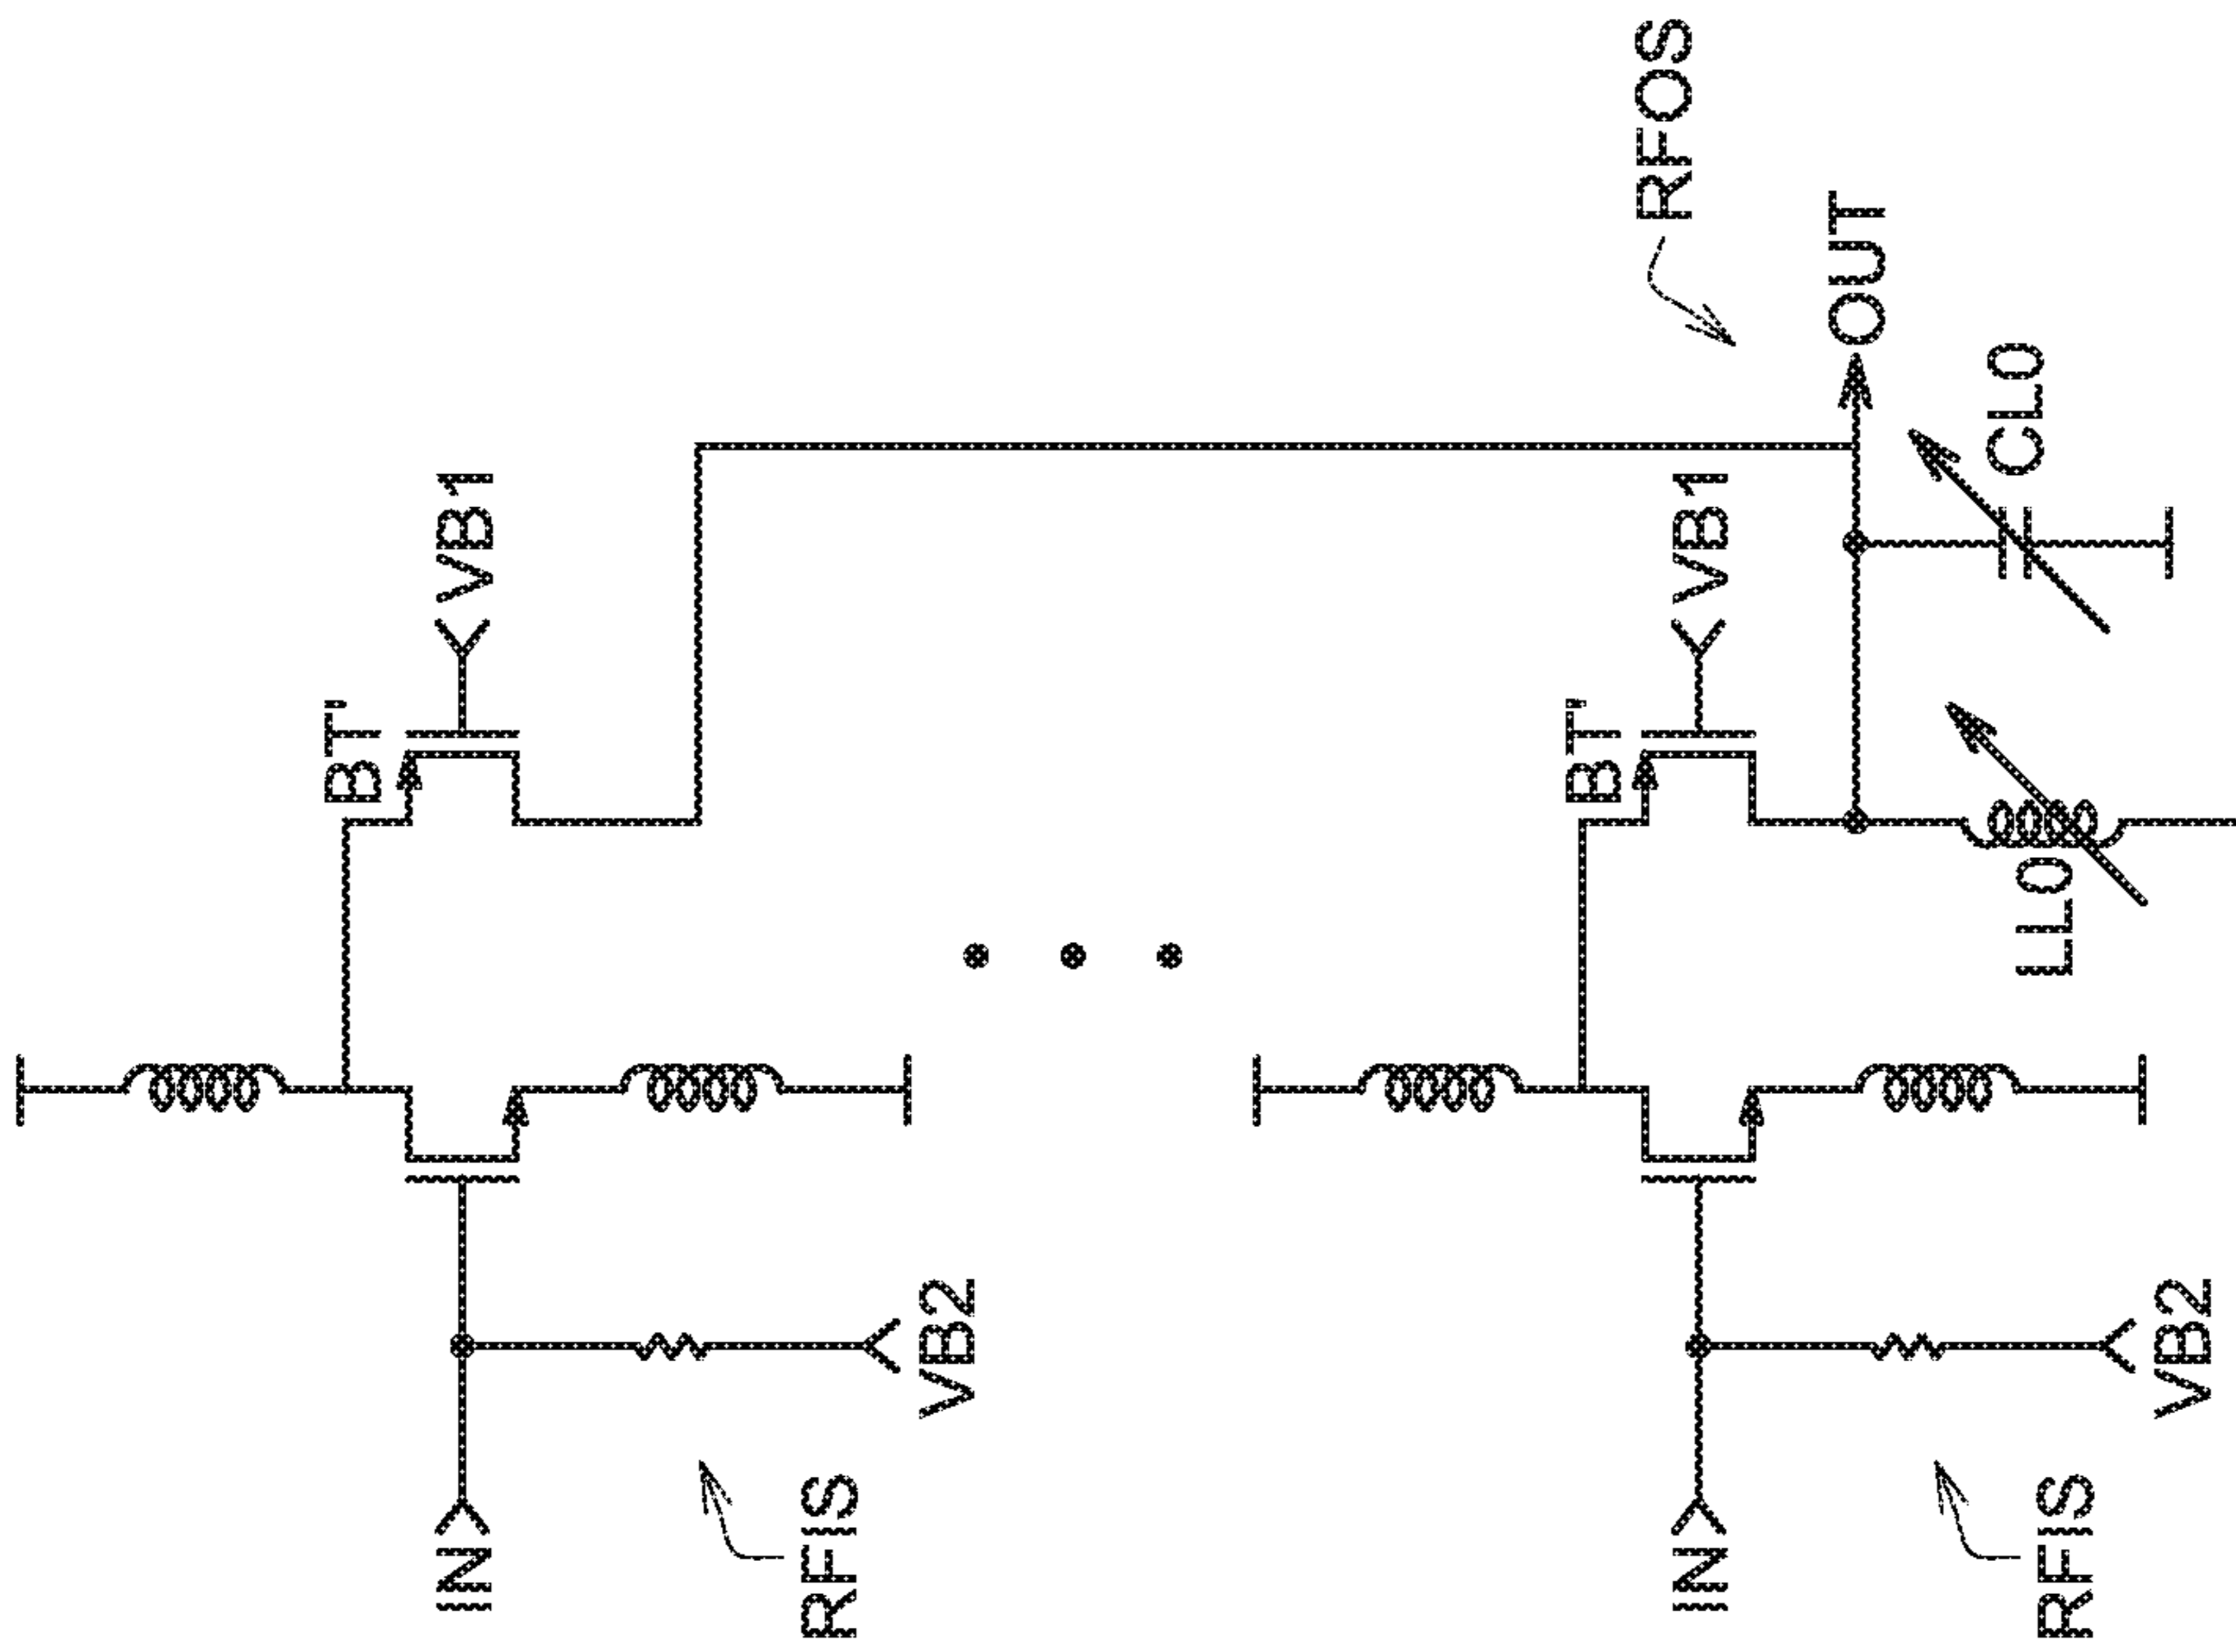 RFOS
OUT
CL0
VB1
VB1
BT'
BT'
LL0
VB2
VB2
IN
RFIS
IN
RFIS